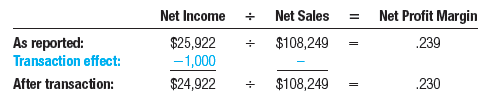 Net Income ÷ Net Sales = Net Profit Margin
As reported: $25,922 ÷ $108,249 = .239
Transaction effect: −1,000 –
After transaction: $24,922 ÷ $108,249 = .230